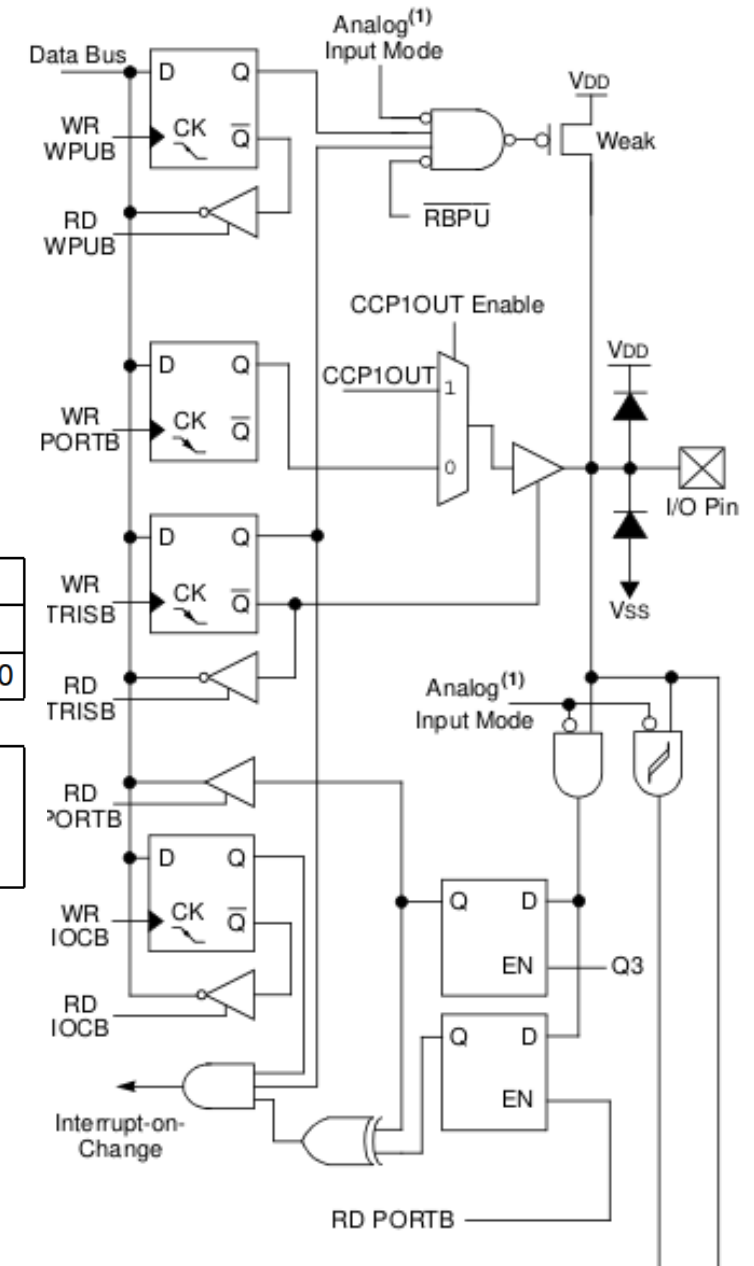 Analog(1)
Input Mode
Data Bus
D Q
VDD
WR
WPUB
CK Q
Weak
RD
WPUB
RBPU
CCP1OUT Enable
D Q
CCP1OUT
1
VDD
WR
PORTB
CK Q
0
I/O Pin
D Q
WR
TRISB
CK Q
VSS
0
RD
TRISB
Analog(1)
Input Mode
RD
PORTB
D Q
Q D
WR
IOCB
CK Q
EN
Q3
RD
IOCB
Q D
EN
Interrupt-on-
Change
RD PORTB